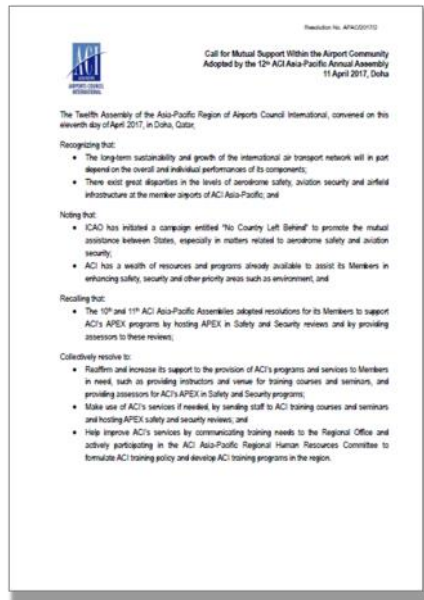 Resolution No. APAC/2017/2
ACI
AIRPORTS COUNCIL
INTERNATIONAL
Call for Mutual Support Within the Airport Community
Adopted by the 12th ACI Asia-Pacific Annual Assembly
11 April 2017, Doha
The Twelfth Assembly of the Asia-Pacific Region of Airports Council International, convened on this
eleventh day of April 2017, in Doha, Qatar,
Recognizing that:
• The long-term sustainability and growth of the international air transport network will in part
depend on the overall and individual performances of its components;
• There exist great disparities in the levels of aerodrome safety, aviation security and airfield
infrastructure at the member airports of ACI Asia-Pacific; and
Noting that:
• ICAO has initiated a campaign entitled "No Country Left Behind" to promote the mutual
assistance between States, especially in matters related to aerodrome safety and aviation
security;
• ACI has a wealth of resources and programs already available to assist its Members in
enhancing safety, security and other priority areas such as environment, and
Recalling that:
• The 10th and 11th ACI Asia-Pacific Assemblies adopted resolutions for its Members to support
ACI's APEX programs by hosting APEX in Safety and Security reviews and by providing
assessors to these reviews;
Collectively resolve to:
• Reaffirm and increase its support to the provision of ACI's programs and services to Members
in need, such as providing instructors and venue for training courses and seminars, and
providing assessors for ACI's APEX in Safety and Security programs;
• Make use of ACI's services if needed, by sending staff to ACI training courses and seminars
and hosting APEX safety and security reviews; and
• Help improve ACI's services by communicating training needs to the Regional Office and
actively participating in the ACI Asia-Pacific Regional Human Resources Committee to
formulate ACI training policy and develop ACI training programs in the region.